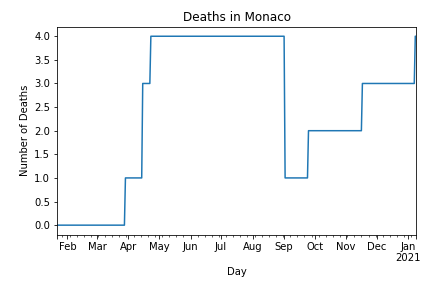 Deaths in Monaco
Number of Deaths
4.0
3.5
3.0
2.5
2.0
1.5
1.0
0.5
0.0
Feb Mar Apr May Jun Jul Aug Sep Oct Nov Dec Jan
2021
Day